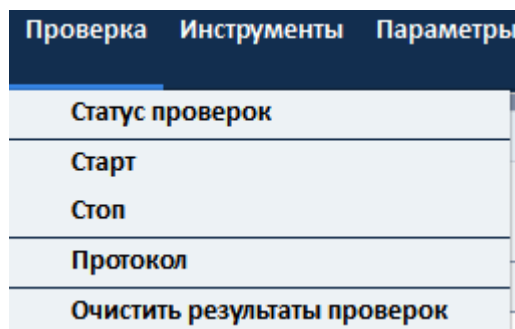 Проверка Инструменты Параметры
Статус проверок
Старт
Стоп
Протокол
Очистить результаты проверок